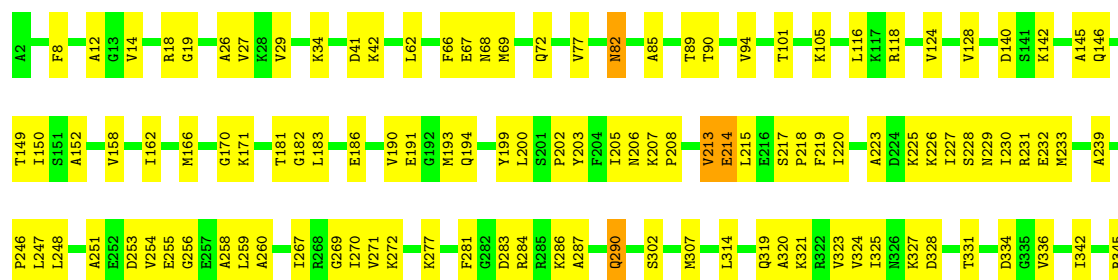 A2 F8 A12 G13 V14 R18 G19 A26 V27 K28 V29 K34 D41 K42 L62 F66 E67 N68 M69 Q72 V77 N82 A85 T89 T90 V94 T101 K105 L116 K117 R118 V124 V128 D140 S141 K142 A145 Q146
T149 I150 S151 A152 V158 I162 M166 G170 K171 T181 G182 L183 E186 V190 E191 G192 M193 Q194 Y199 L200 S201 P202 Y203 F204 I205 N206 K207 P208 V213 E214 L215 E216 S217 P218 F219 I220 A223 D224 K225 K226 I227 S228 N229 I230 R231 E232 M233 A239
P246 L247 L248 A251 E252 D253 V254 E255 G256 E257 A258 L259 A260 I267 R268 G269 I270 V271 K272 K277 F281 G282 D283 R284 R285 K286 A287 Q290 S302 M307 L314 Q319 A320 K321 R322 V323 V324 I325 N326 K327 D328 T331 D334 G335 V336 I342 R345